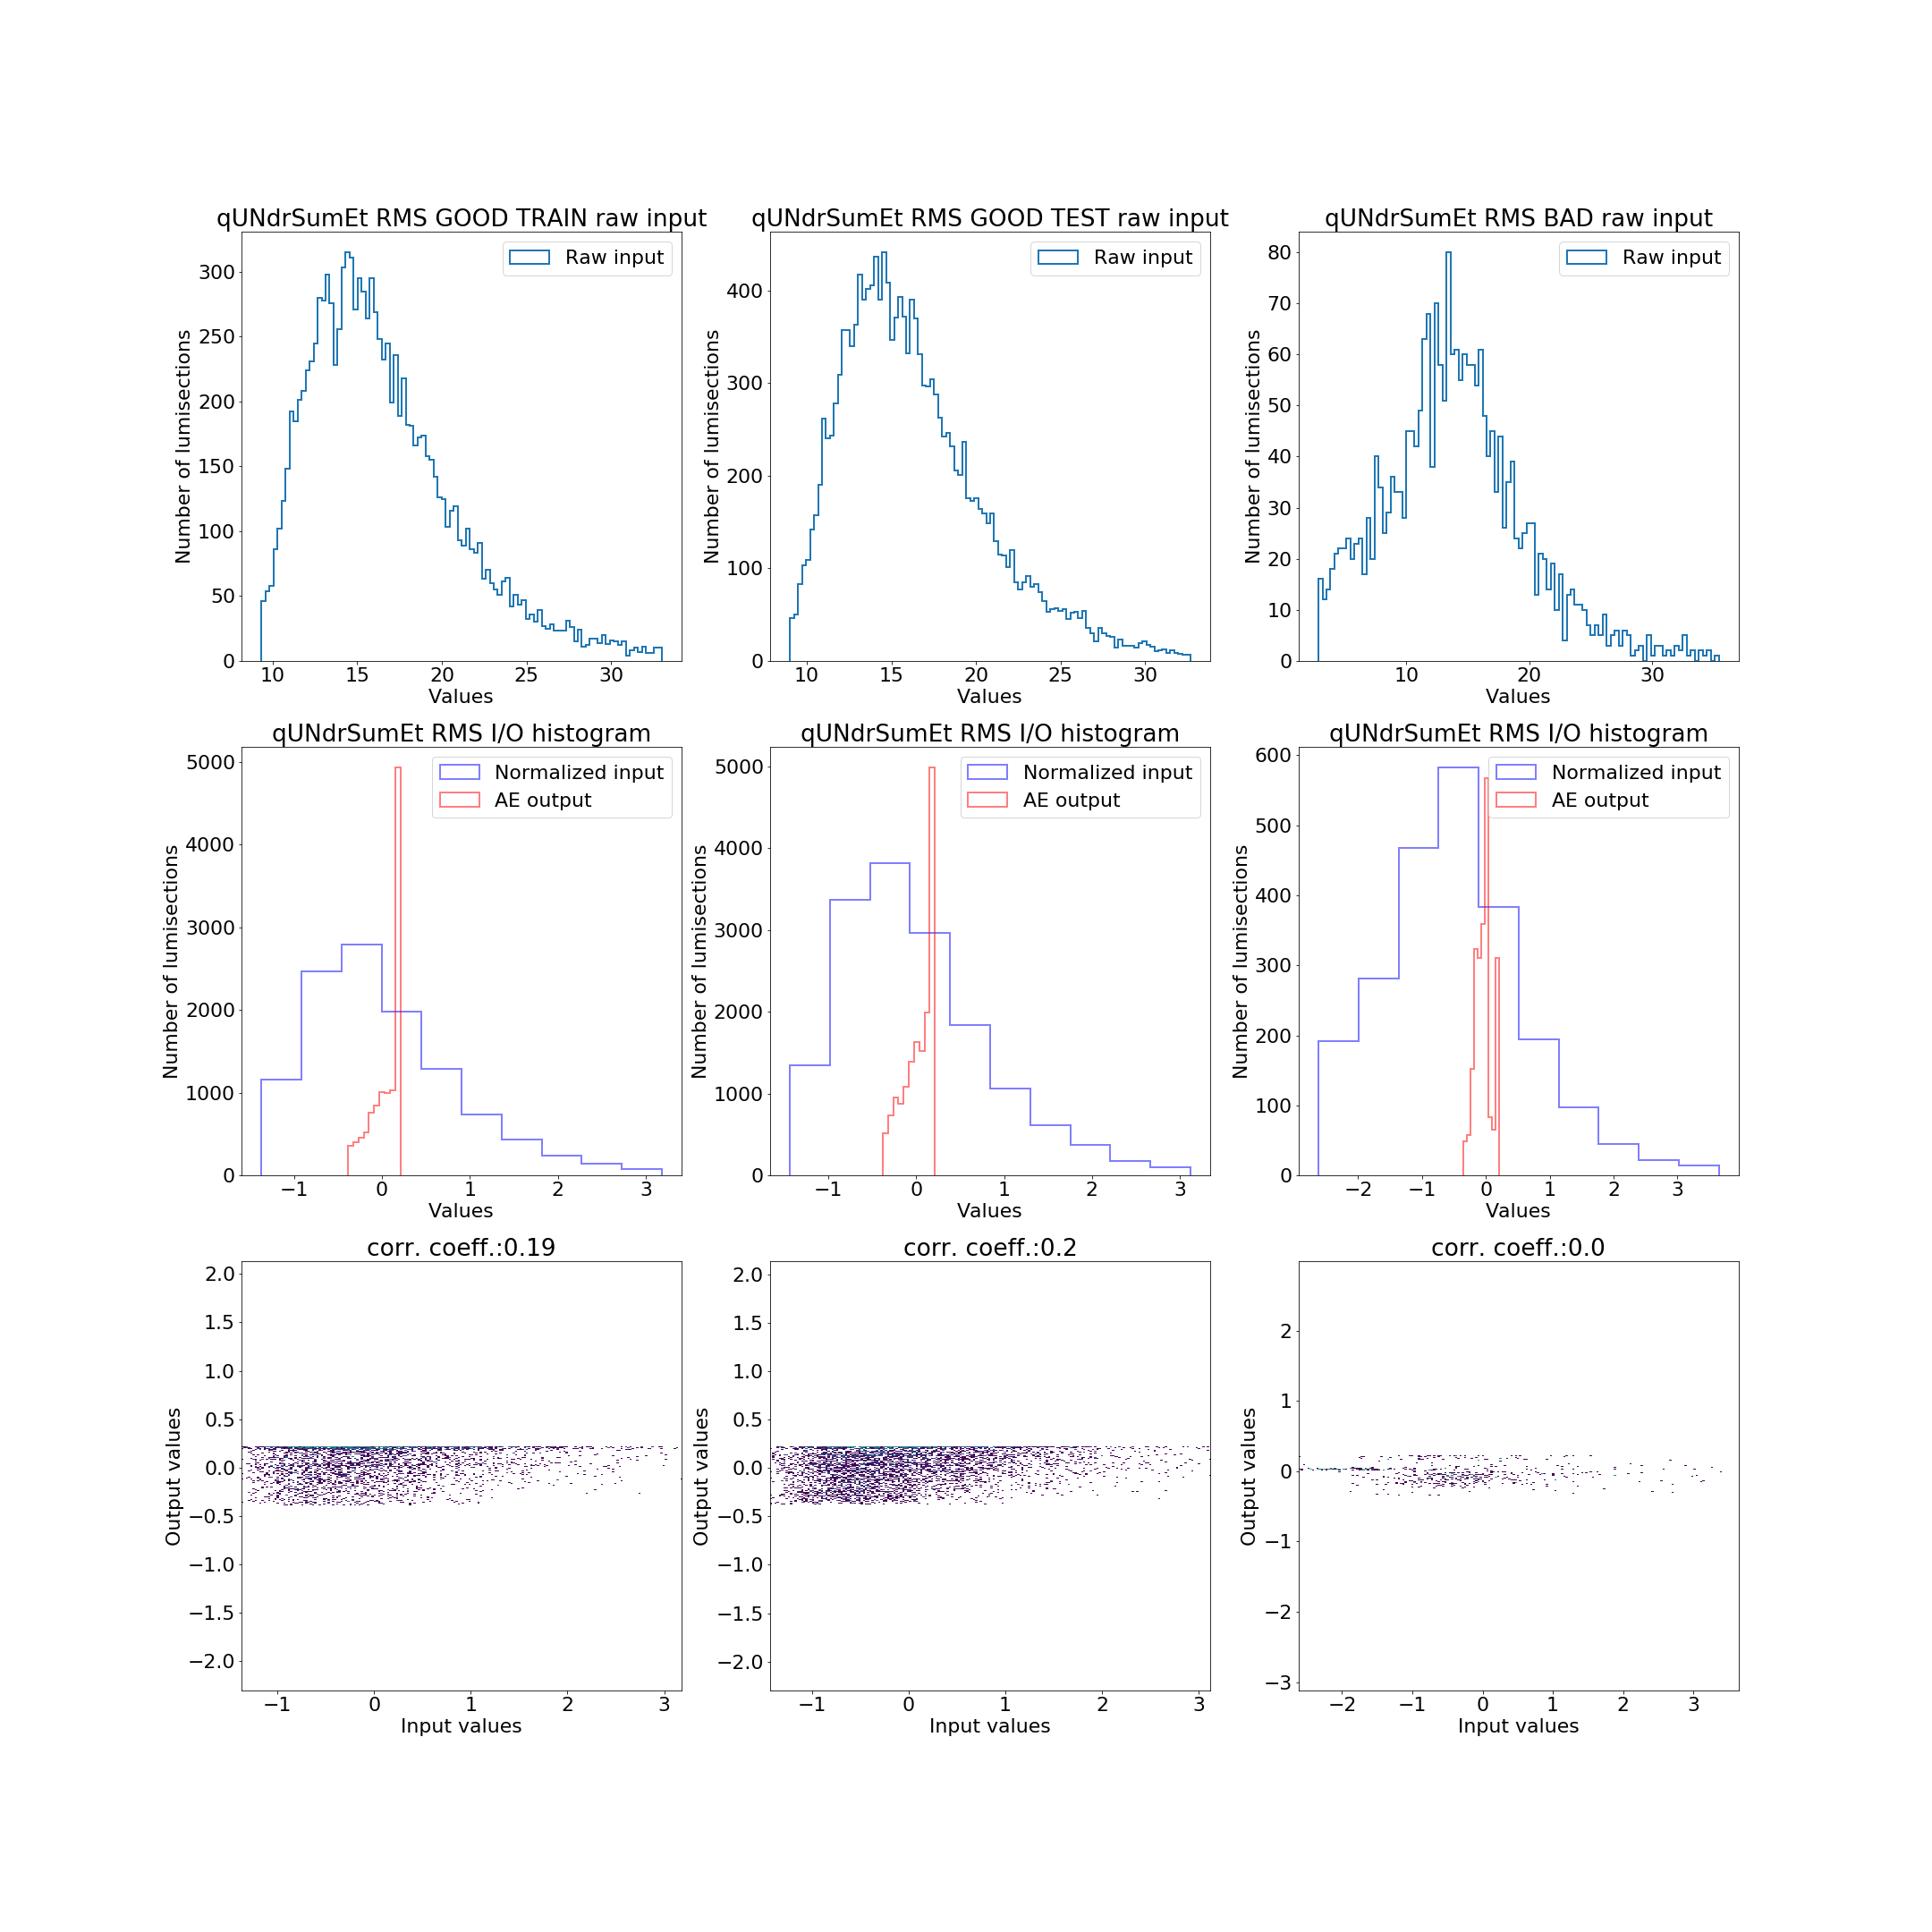 qUNdrSumEt RMS GOOD TRAIN raw input
Raw input
300
250
200
150
100
50
0
Number of lumisections
10 15 20 25 30
Values
qUNdrSumEt RMS GOOD TEST raw input
Raw input
400
300
200
100
0
Number of lumisections
10 15 20 25 30
Values
qUNdrSumEt RMS BAD raw input
Raw input
80
70
60
50
40
30
20
10
0
Number of lumisections
10 20 30
Values
qUNdrSumEt RMS I/O histogram
Normalized input
AE output
5000
4000
3000
2000
1000
0
Number of lumisections
−1 0 1 2 3
Values
qUNdrSumEt RMS I/O histogram
Normalized input
AE output
5000
4000
3000
2000
1000
0
Number of lumisections
−1 0 1 2 3
Values
qUNdrSumEt RMS I/O histogram
Normalized input
AE output
600
500
400
300
200
100
0
Number of lumisections
−2 −1 0 1 2 3
Values
corr. coeff.:0.19
2.0
1.5
1.0
0.5
0.0
−0.5
−1.0
−1.5
−2.0
Output values
−1 0 1 2 3
Input values
corr. coeff.:0.2
2.0
1.5
1.0
0.5
0.0
−0.5
−1.0
−1.5
−2.0
Output values
−1 0 1 2 3
Input values
corr. coeff.:0.0
2
1
0
−1
−2
−3
Output values
−2 −1 0 1 2 3
Input values